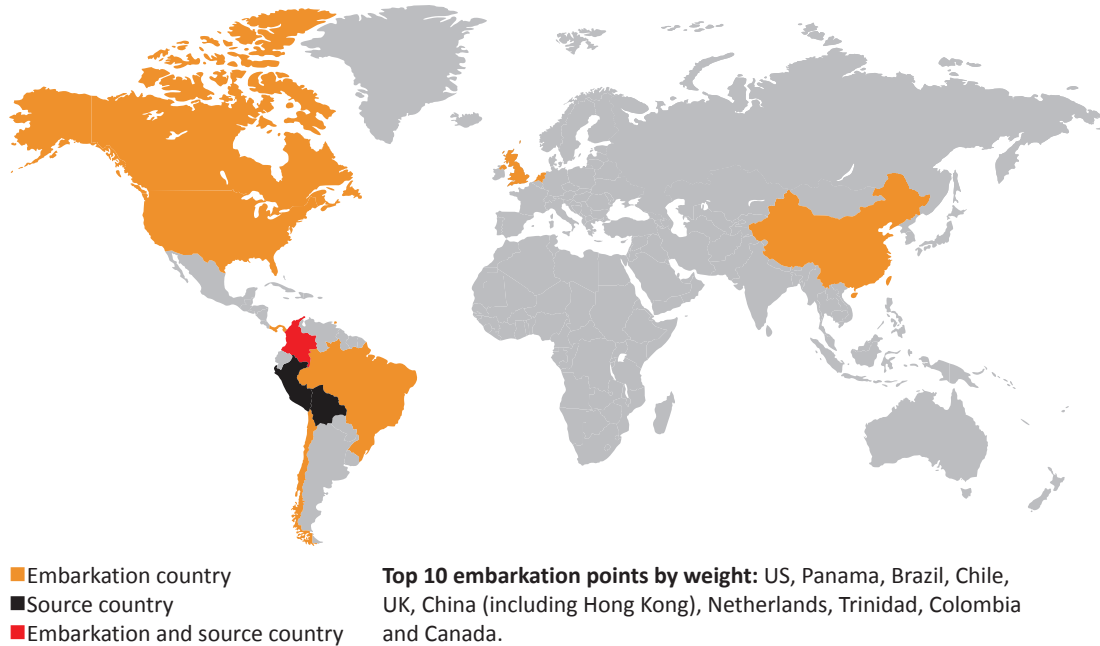 Embarkation country
Source country
Embarkation and source country
Top 10 embarkation points by weight: US, Panama, Brazil, Chile,
UK, China (including Hong Kong), Netherlands, Trinidad, Colombia
and Canada.